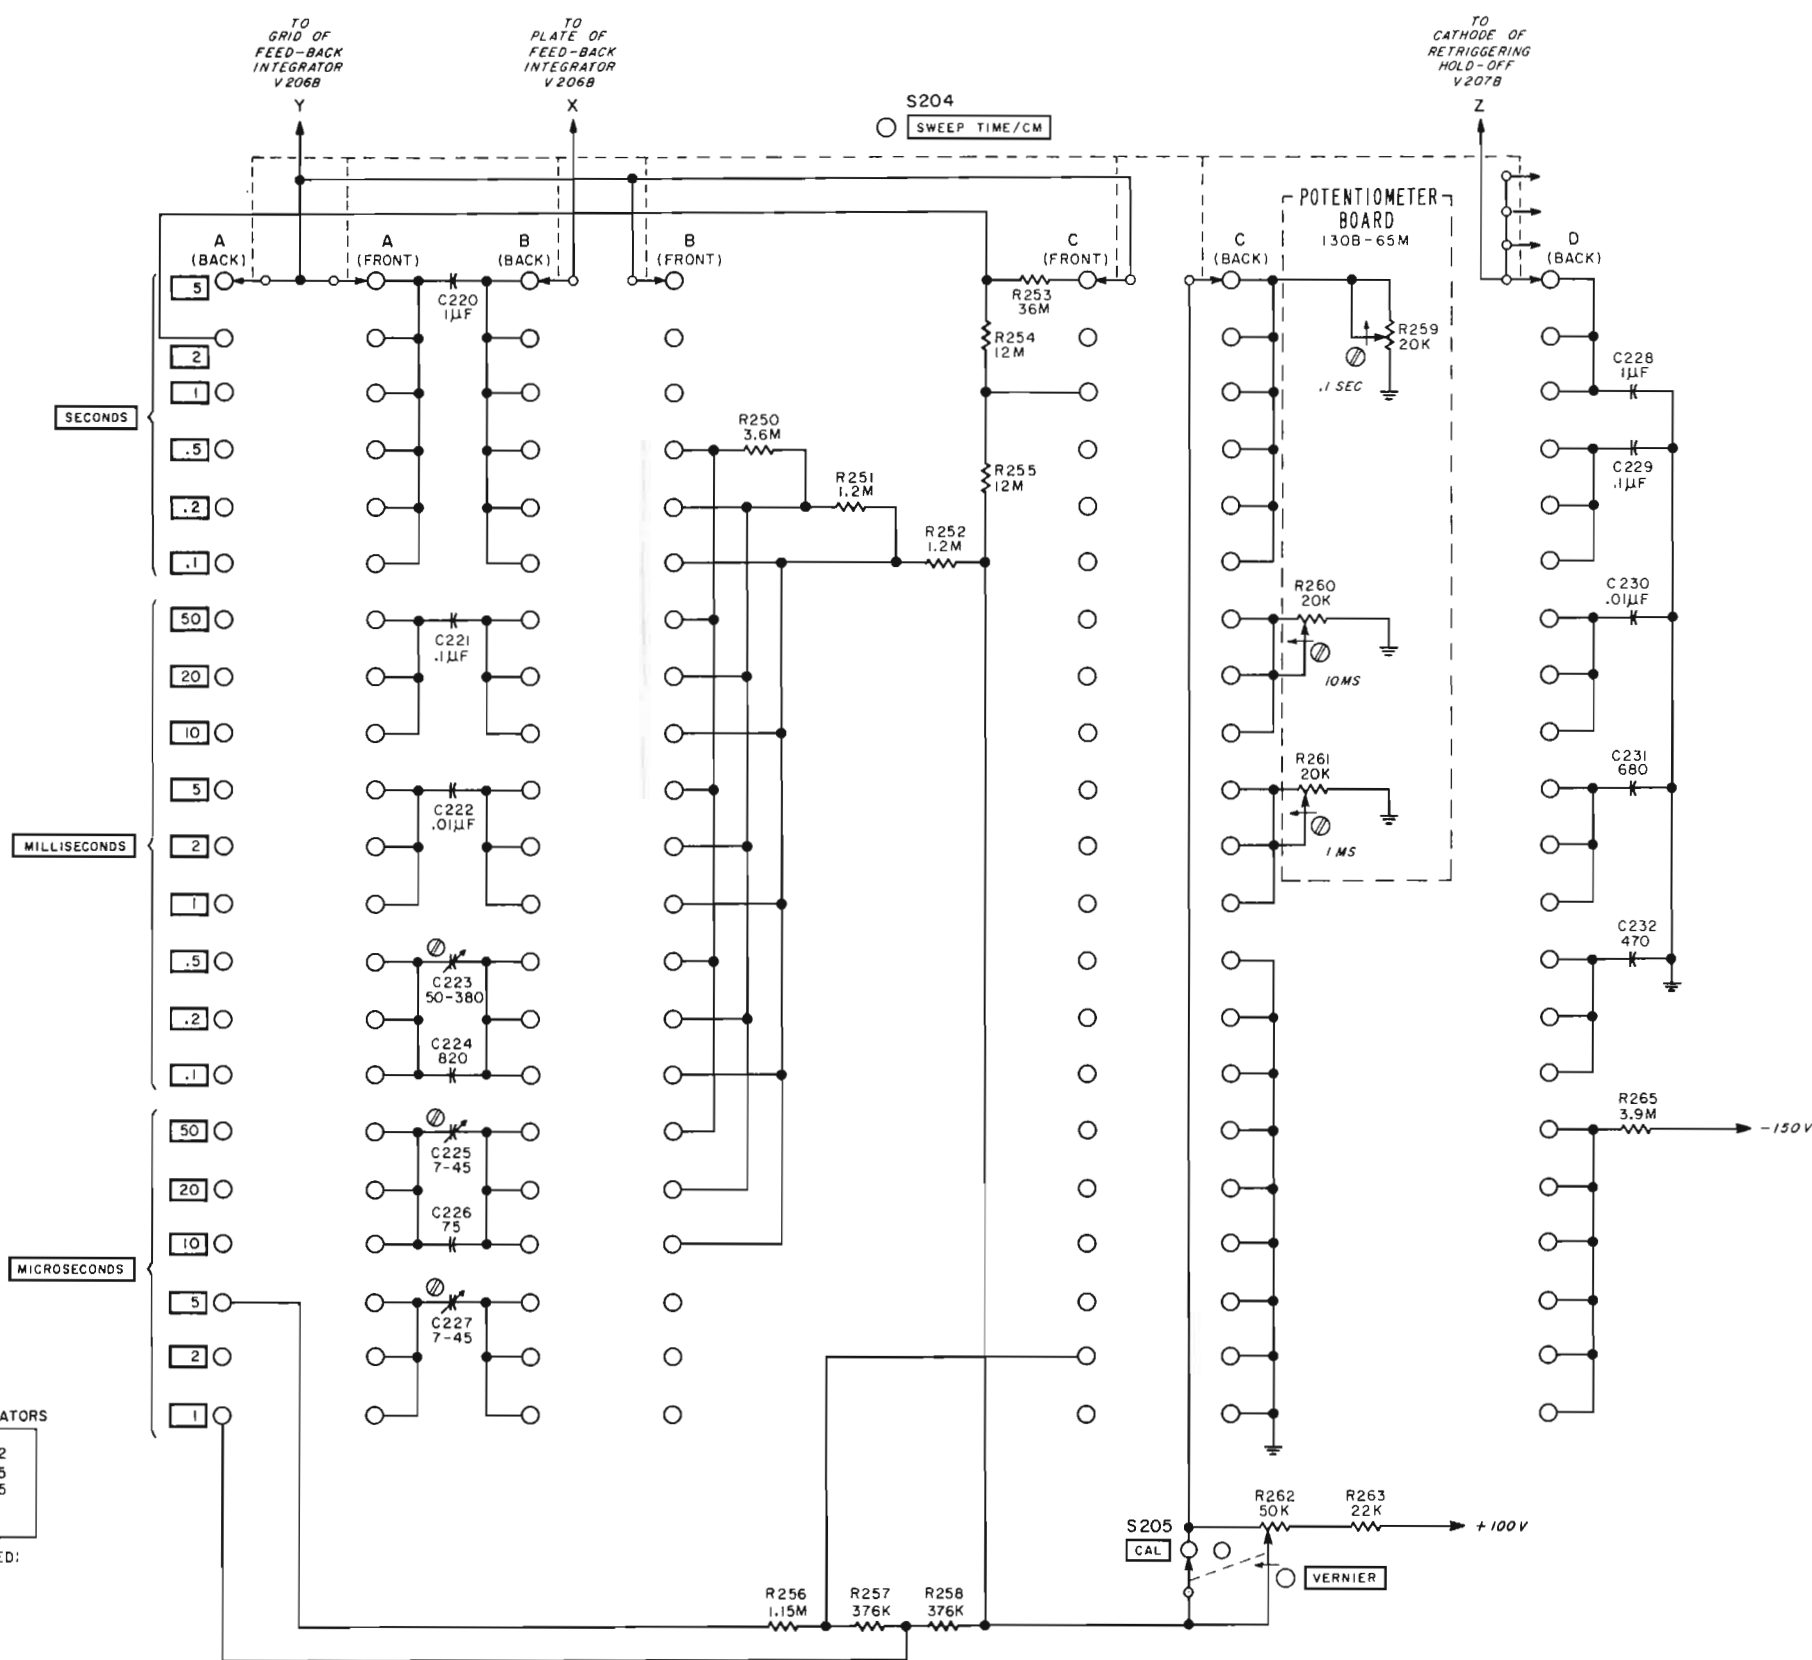 TO
GRID OF
FEED-BACK
INTEGRATOR
V206B
Y
TO
PLATE OF
FEED-BACK
INTEGRATOR
V206B
X
S204
SWEEP TIME/CM
TO
CATHODE OF
RETRIGGERING
HOLD-OFF
V207B
Z
POTENTIOMETER
BOARD
130B-65M
A
(BACK)
A
(FRONT)
B
(BACK)
B
(FRONT)
C
(FRONT)
C
(BACK)
D
(BACK)
SECONDS
5
2
1
.5
.2
.1
MILLISECONDS
50
20
10
5
2
1
.5
.2
.1
MICROSECONDS
50
20
10
5
2
1
C220
1µF
C221
.1µF
C222
.01µF
C223
50-380
C224
820
C225
7-45
C226
75
C227
7-45
R250
3.6M
R251
1.2M
R252
1.2M
R253
36M
R254
12M
R255
12M
R259
20K
.1 SEC
R260
20K
10MS
R261
20K
1 MS
C228
1µF
C229
.1µF
C230
.01µF
C231
680
C232
470
R265
3.9M
-150V
ATORS
2
5
5
ED:
R256
1.15M
R257
376K
R258
376K
S205
CAL
R262
50K
R263
22K
+100V
VERNIER